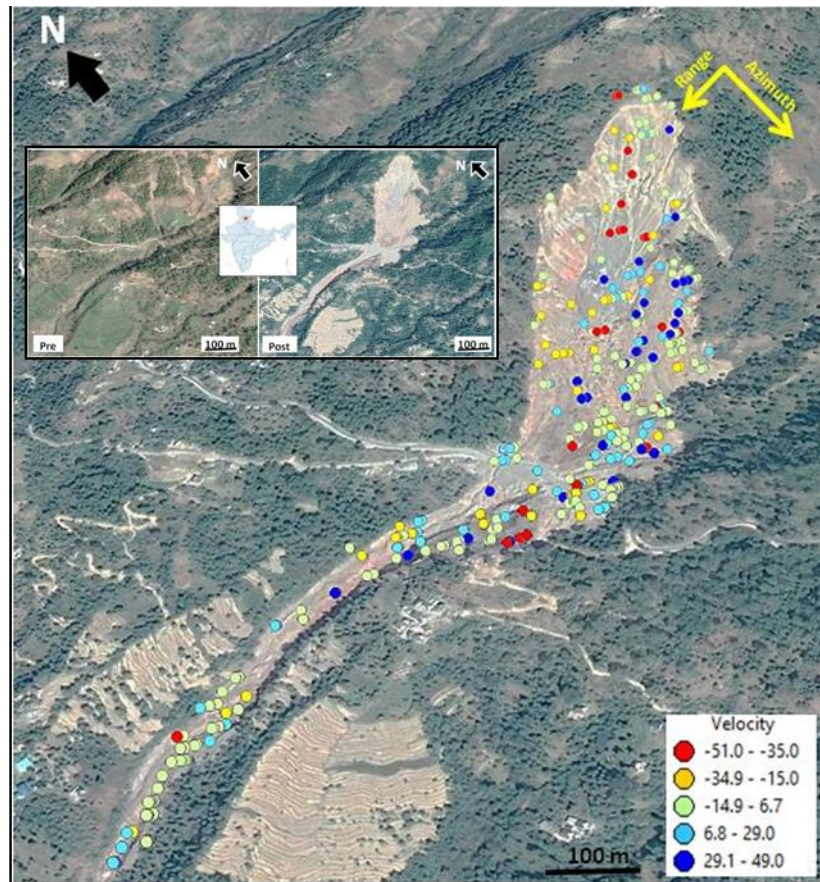 N
Range
Azimuth
N
N
Pre
100 m
Post
100 m
Velocity
-51.0 - -35.0
-34.9 - -15.0
-14.9 - 6.7
6.8 - 29.0
29.1 - 49.0
100 m